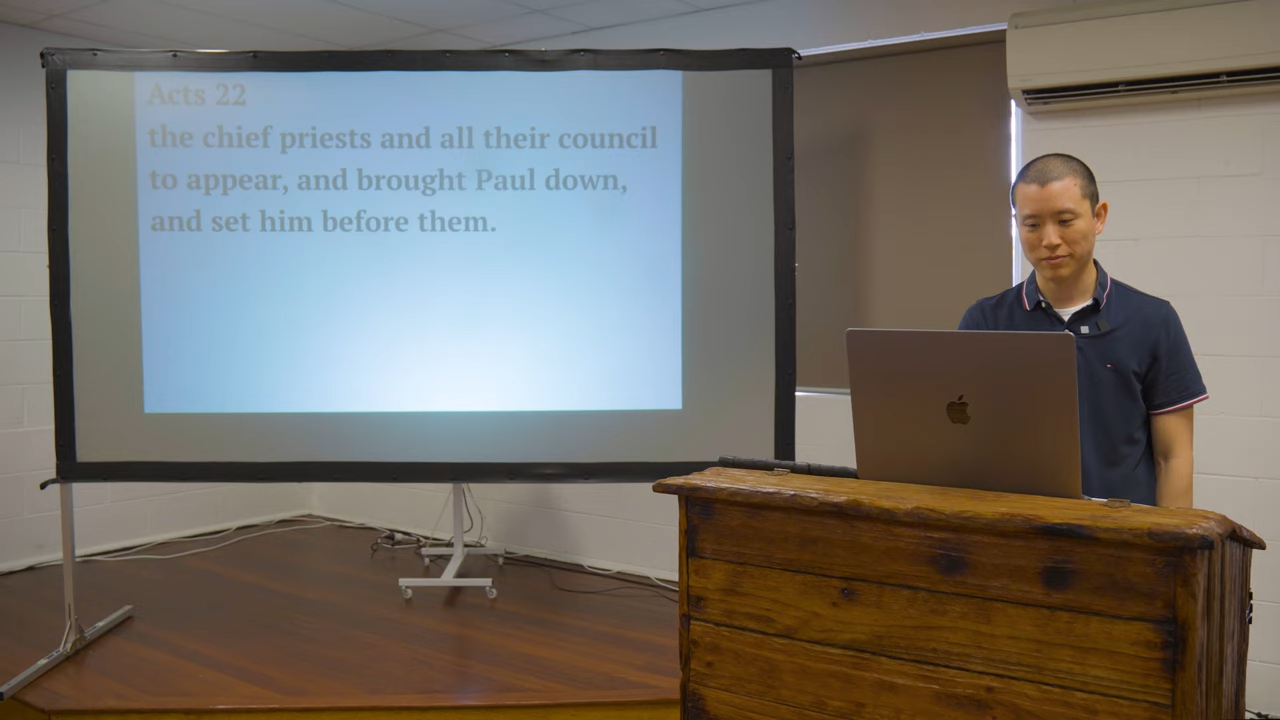 Acts 22
the chief priests and all their council
to appear, and brought Paul down,
and set him before them.